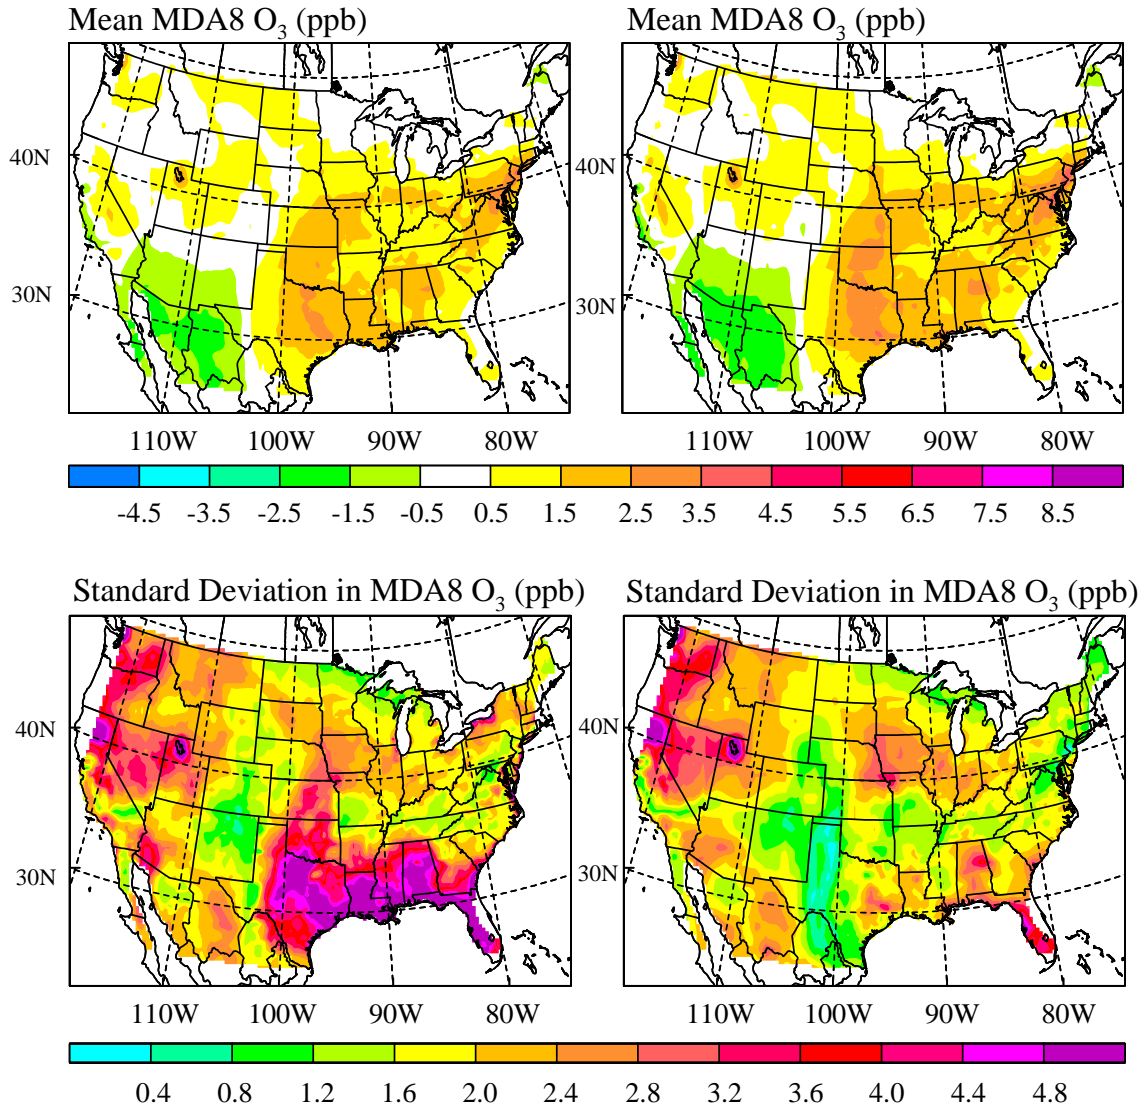 Mean MDA8 O3 (ppb)
Mean MDA8 O3 (ppb)
40N
30N
110W 100W 90W 80W
40N
30N
110W 100W 90W 80W
-4.5 -3.5 -2.5 -1.5 -0.5 0.5 1.5 2.5 3.5 4.5 5.5 6.5 7.5 8.5
Standard Deviation in MDA8 O3 (ppb)
Standard Deviation in MDA8 O3 (ppb)
40N
30N
110W 100W 90W 80W
40N
30N
110W 100W 90W 80W
0.4 0.8 1.2 1.6 2.0 2.4 2.8 3.2 3.6 4.0 4.4 4.8